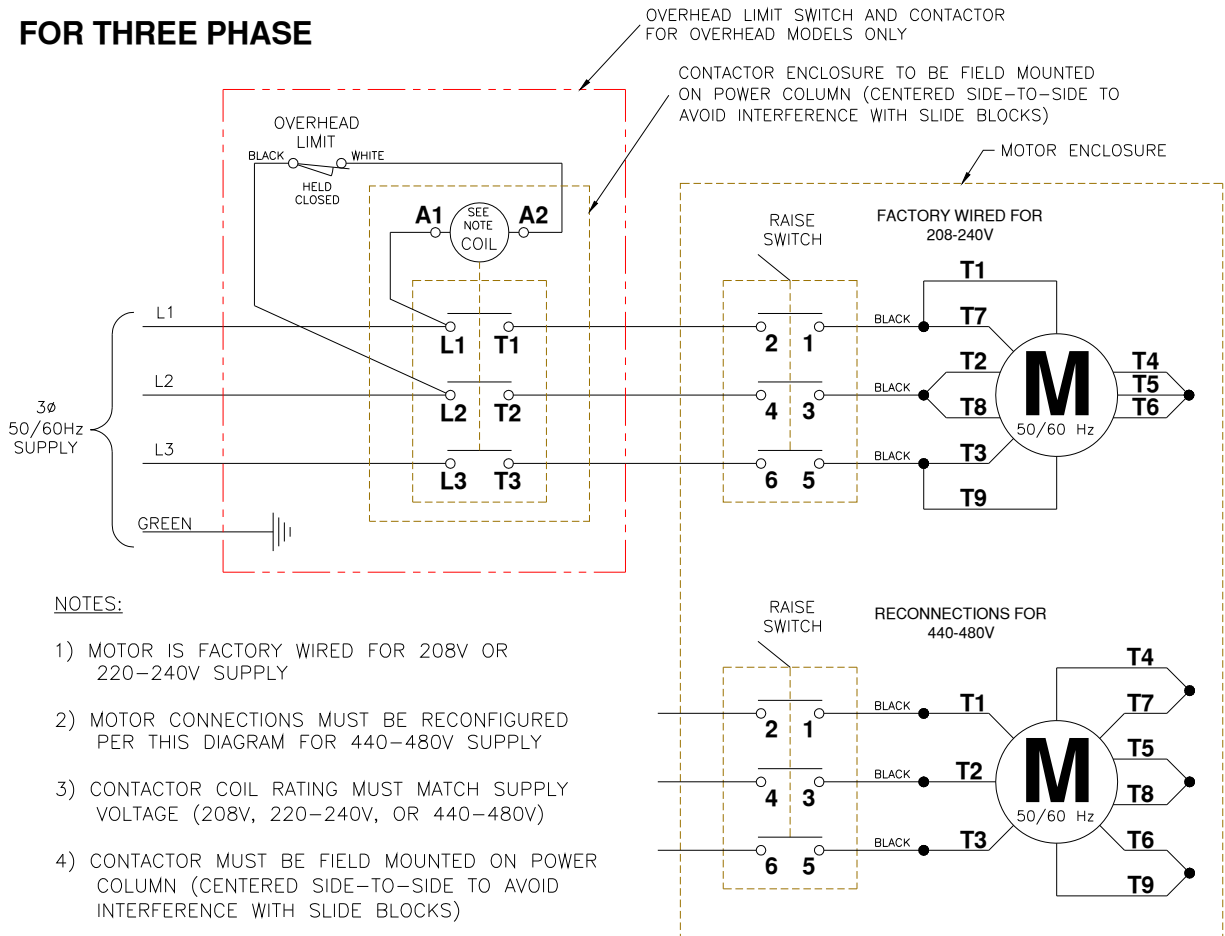 FOR THREE PHASE
OVERHEAD LIMIT SWITCH AND CONTACTOR
FOR OVERHEAD MODELS ONLY
CONTACTOR ENCLOSURE TO BE FIELD MOUNTED
ON POWER COLUMN (CENTERED SIDE-TO-SIDE TO
AVOID INTERFERENCE WITH SLIDE BLOCKS)
MOTOR ENCLOSURE
OVERHEAD
LIMIT
BLACK
WHITE
HELD
CLOSED
A1
SEE
NOTE
COIL
A2
L1
L2
L3
3ø
50/60Hz
SUPPLY
GREEN
L1
T1
L2
T2
L3
T3
RAISE
SWITCH
2
1
4
3
6
5
FACTORY WIRED FOR
208-240V
BLACK
BLACK
BLACK
T1
T7
T2
T8
T3
T9
M
50/60 Hz
T4
T5
T6
NOTES:
1) MOTOR IS FACTORY WIRED FOR 208V OR
220-240V SUPPLY
2) MOTOR CONNECTIONS MUST BE RECONFIGURED
PER THIS DIAGRAM FOR 440-480V SUPPLY
3) CONTACTOR COIL RATING MUST MATCH SUPPLY
VOLTAGE (208V, 220-240V, OR 440-480V)
4) CONTACTOR MUST BE FIELD MOUNTED ON POWER
COLUMN (CENTERED SIDE-TO-SIDE TO AVOID
INTERFERENCE WITH SLIDE BLOCKS)
RAISE
SWITCH
2
1
4
3
6
5
RECONNECTIONS FOR
440-480V
BLACK
BLACK
BLACK
T1
T2
T3
M
50/60 Hz
T4
T7
T5
T8
T6
T9